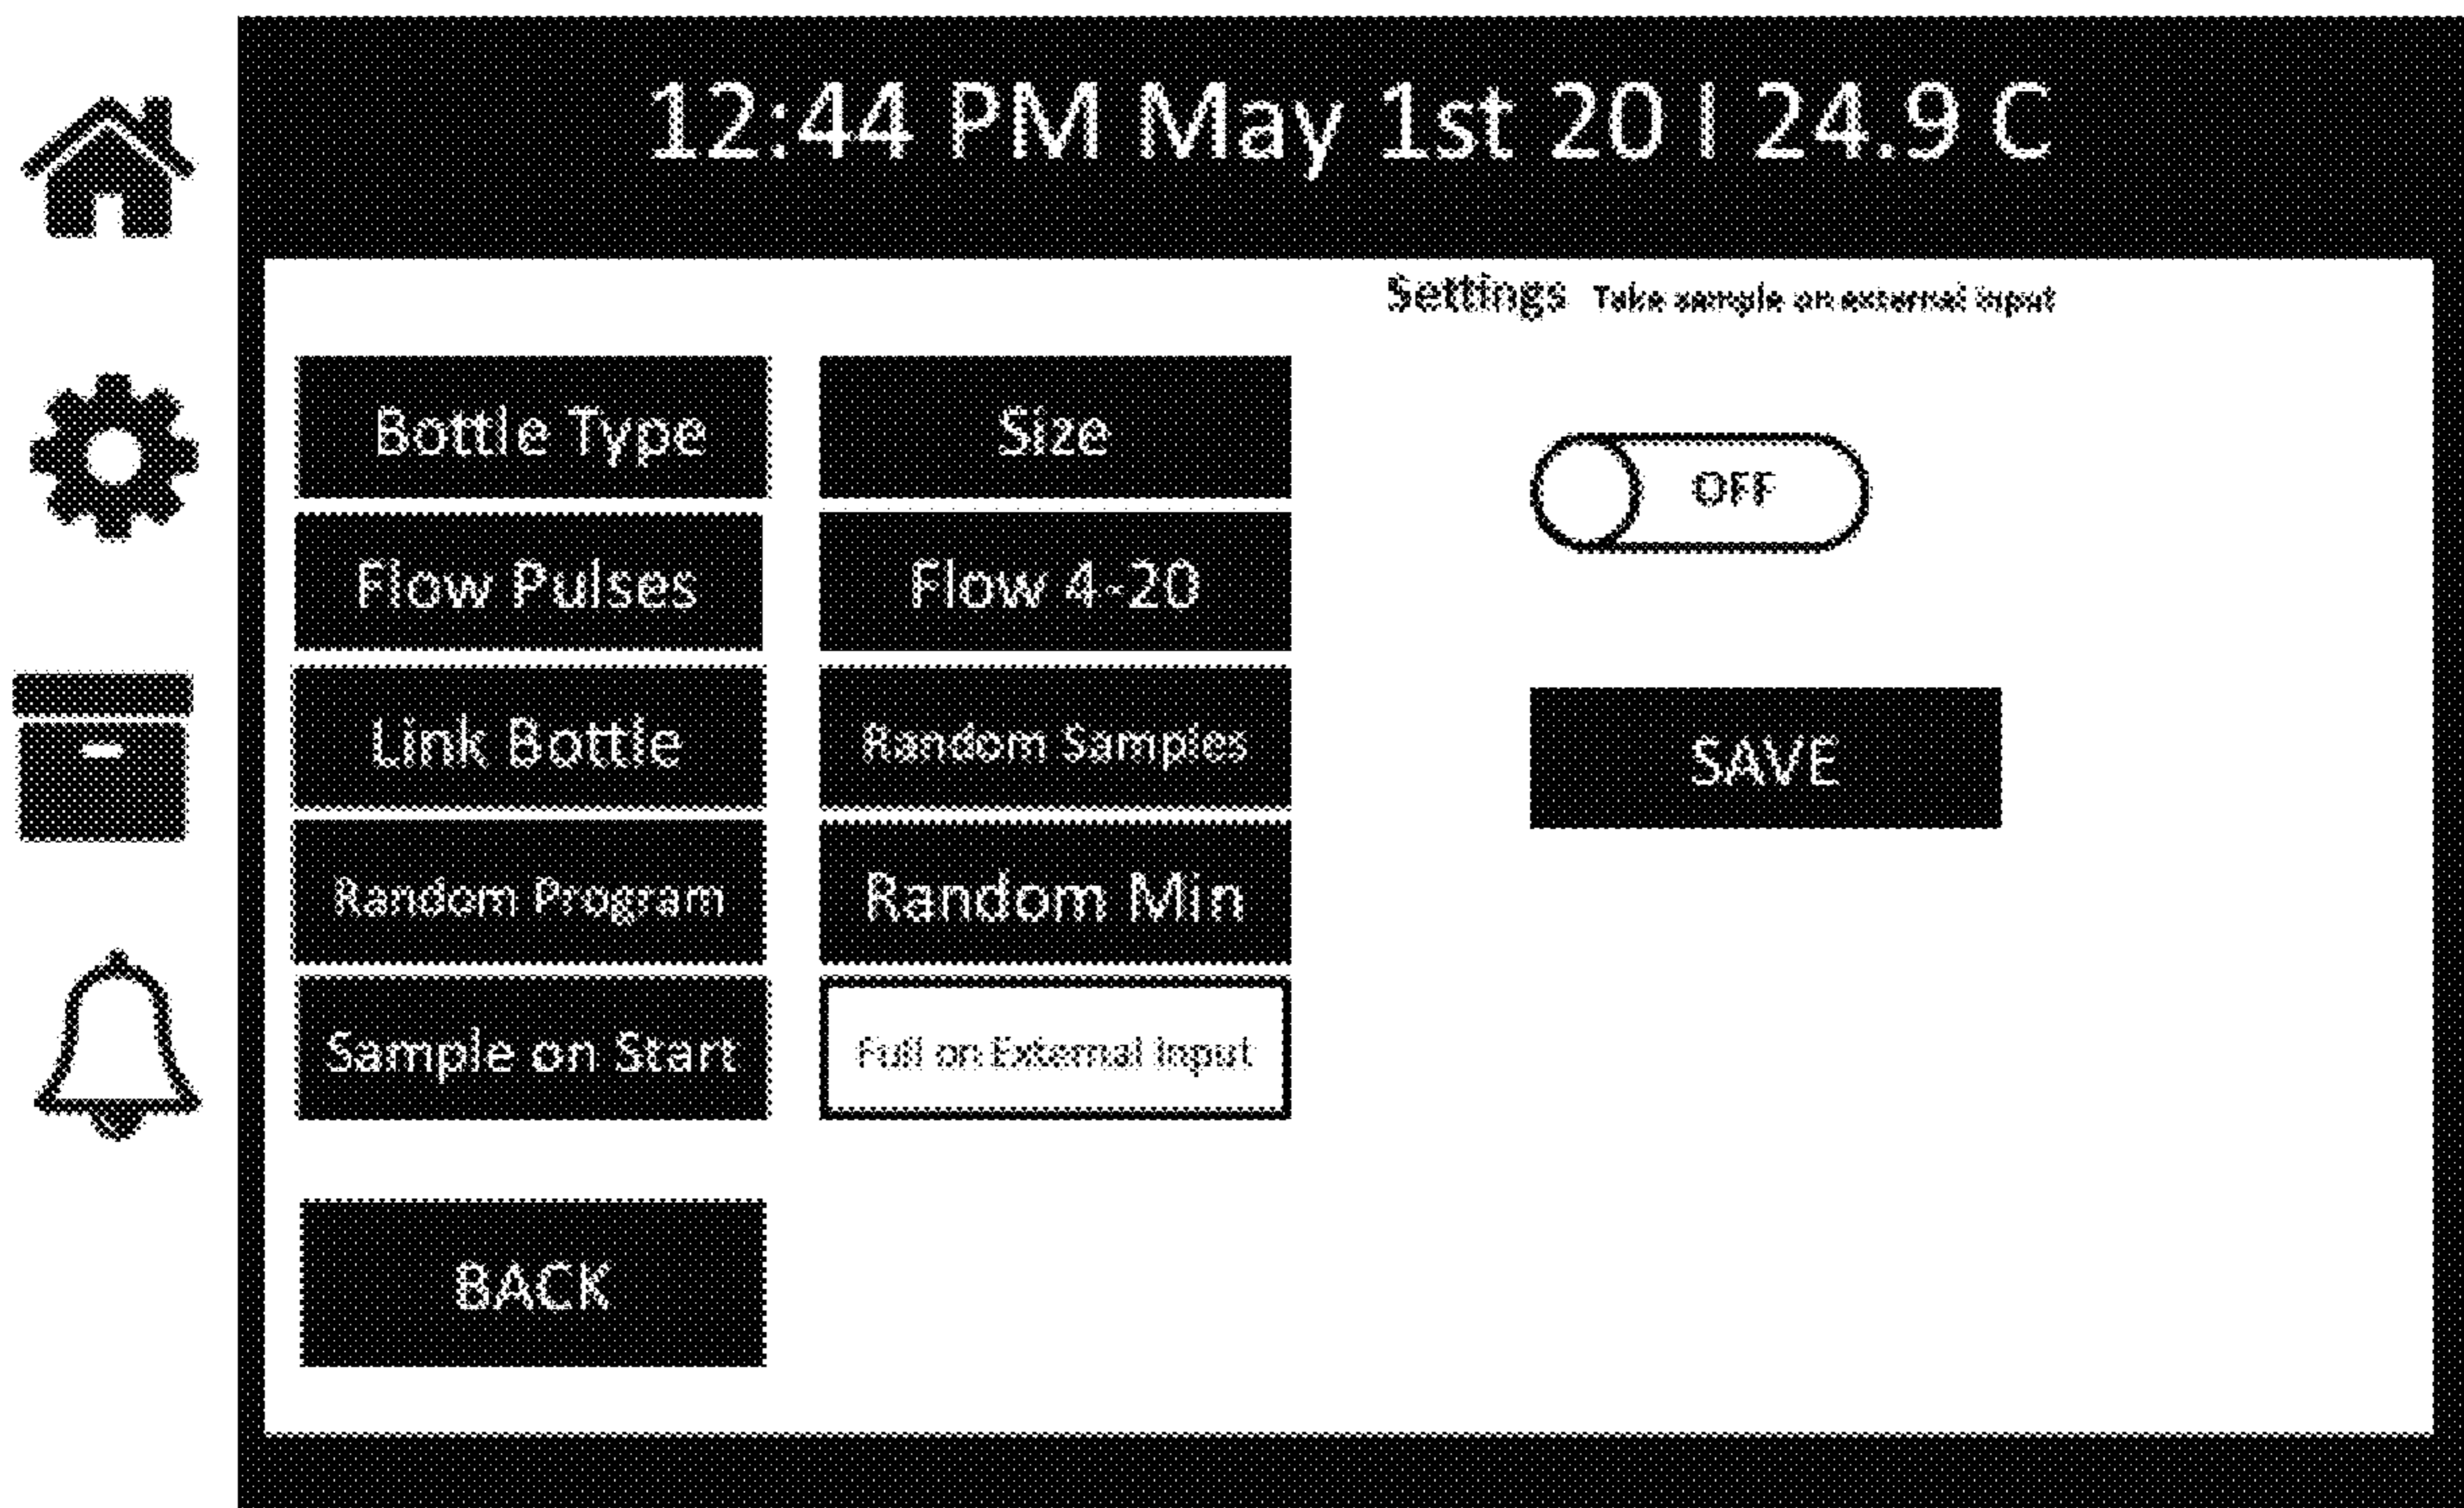 12:44 PM May 1st 20 I 24.9 C
Settings Take sample on external input
Bottle Type
Size
OFF
Flow Pulses
Flow 4-20
Link Bottle
Random Samples
SAVE
Random Program
Random Min
Sample on Start
Full on External Input
BACK